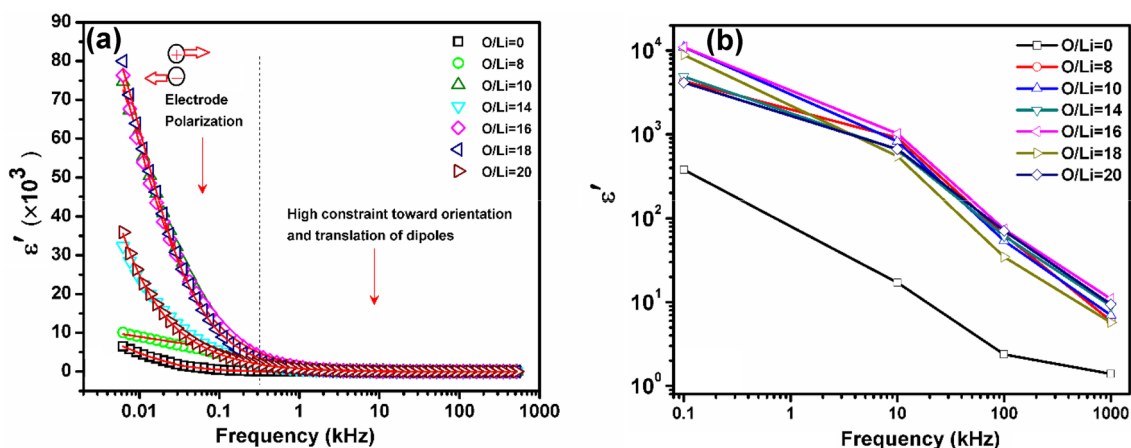 (a)
90
80
70
60
50
40
30
20
10
0
ε′ (×10³)
0.01
0.1
1
10
100
1000
Frequency (kHz)
+
−
Electrode
Polarization
High constraint toward orientation
and translation of dipoles
O/Li=0
O/Li=8
O/Li=10
O/Li=14
O/Li=16
O/Li=18
O/Li=20
(b)
10⁴
10³
10²
10¹
10⁰
ε′
0.1
1
10
100
1000
Frequency (kHz)
O/Li=0
O/Li=8
O/Li=10
O/Li=14
O/Li=16
O/Li=18
O/Li=20